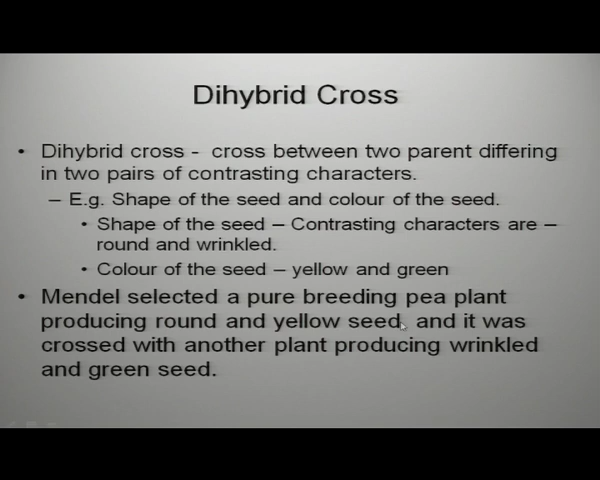 Dihybrid Cross
• Dihybrid cross - cross between two parent differing
in two pairs of contrasting characters.
– E.g. Shape of the seed and colour of the seed.
• Shape of the seed – Contrasting characters are –
round and wrinkled.
• Colour of the seed – yellow and green
• Mendel selected a pure breeding pea plant
producing round and yellow seed, and it was
crossed with another plant producing wrinkled
and green seed.